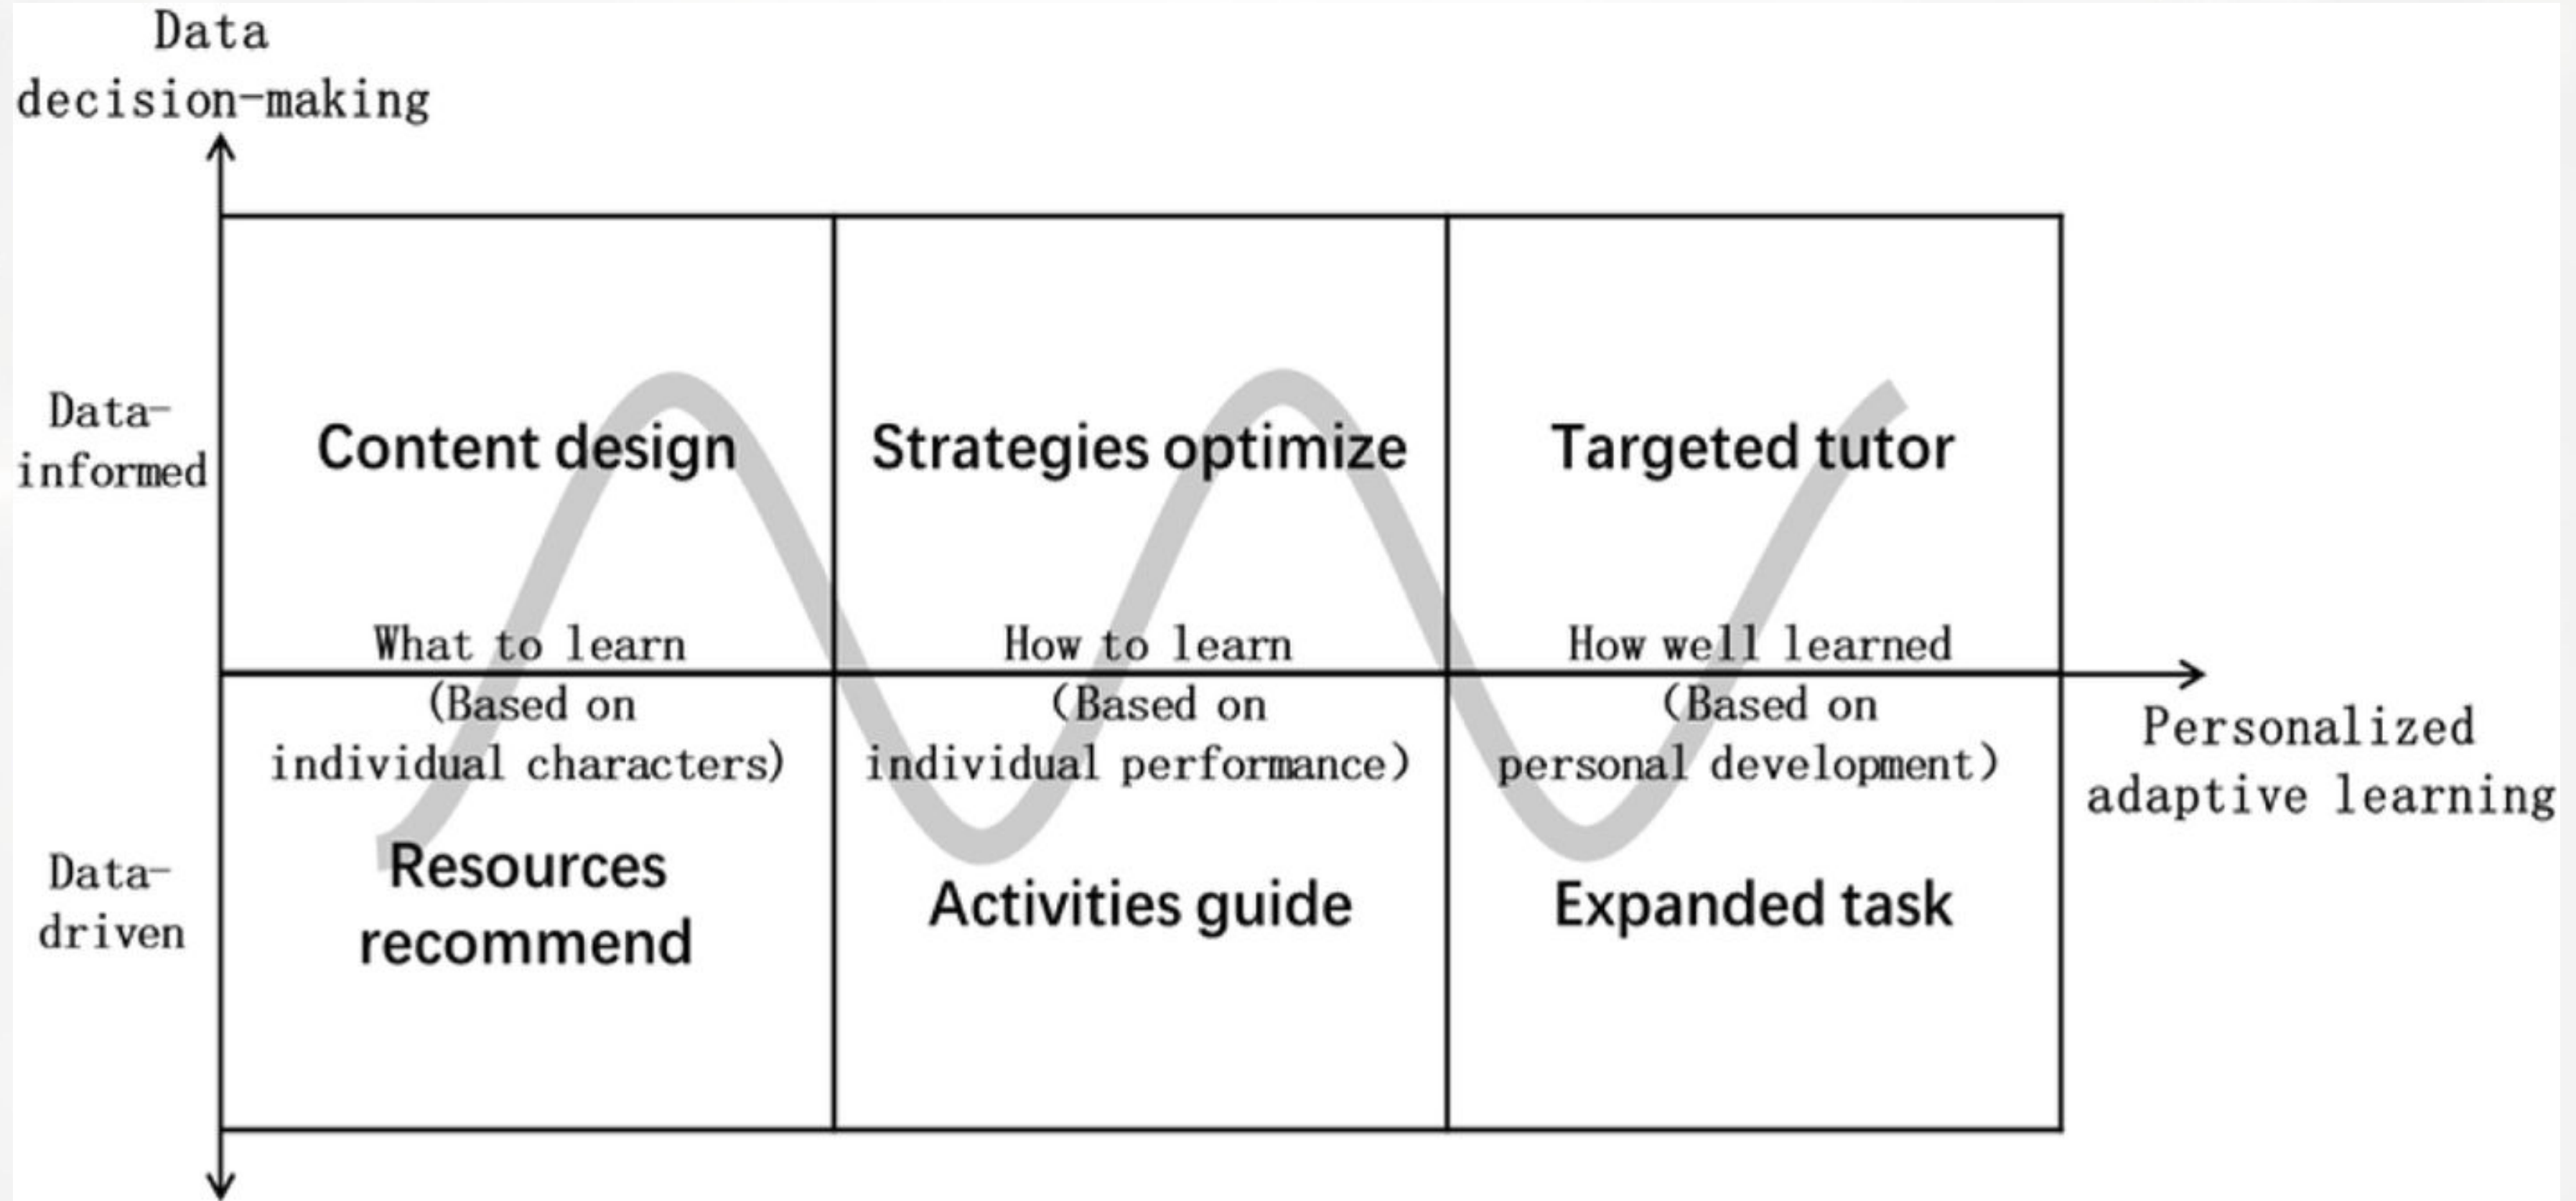 Data
decision-making
Data-
informed
Content design
Strategies optimize
Targeted tutor
What to learn
How to learn
How well learned
(Based on
individual characters)
(Based on
individual performance)
(Based on
personal development)
Personalized
adaptive learning
Data-
driven
Resources
recommend
Activities guide
Expanded task